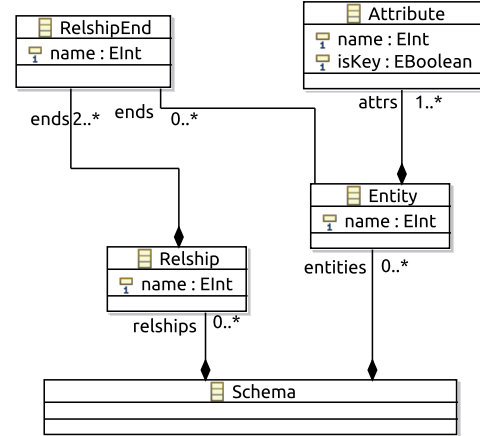 RelshipEnd
name : EInt
Attribute
name : EInt
isKey : EBoolean
ends 2..*
ends 0..*
attrs 1..*
Entity
name : EInt
Relship
name : EInt
entities 0..*
relships 0..*
Schema